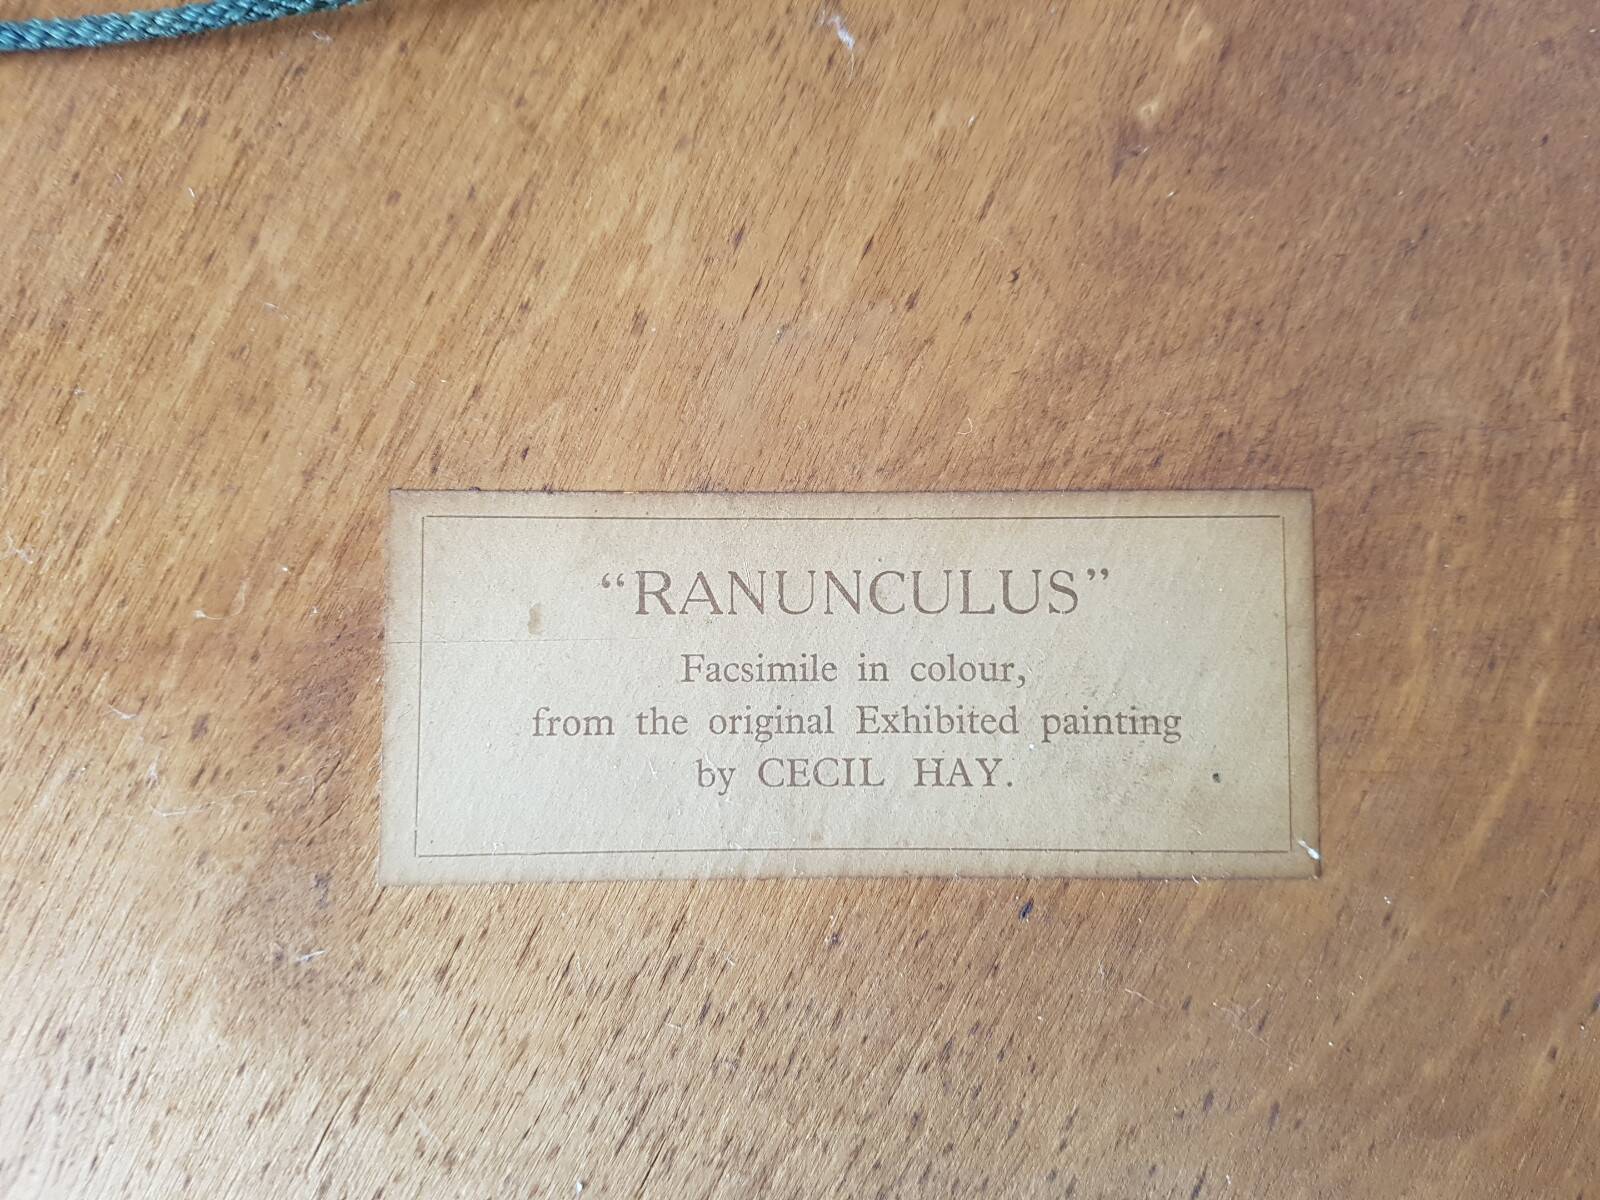 “RANUNCULUS”
Facsimile in colour,
from the original Exhibited painting
by CECIL HAY.